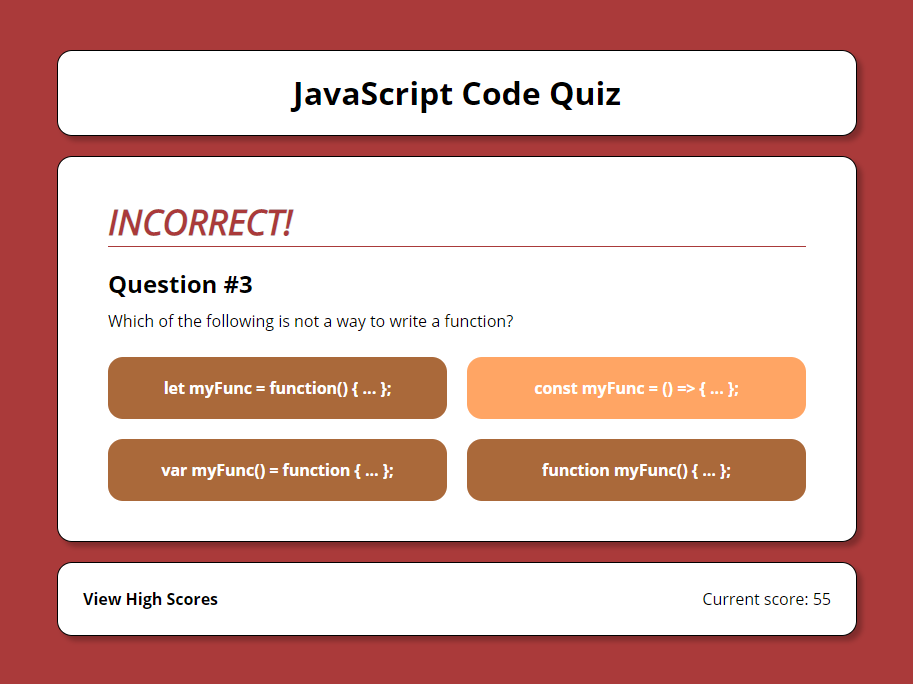 JavaScript Code Quiz
INCORRECT!
Question #3
Which of the following is not a way to write a function?
let myFunc = function() { ... };
const myFunc = () => { ... };
var myFunc() = function { ... };
function myFunc() { ... };
View High Scores
Current score: 55